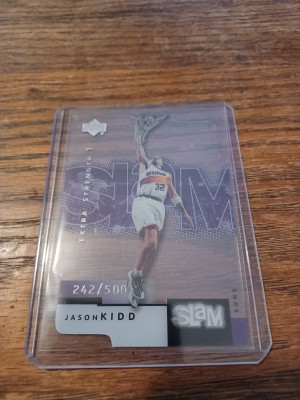 EXTRA STRENGTH
SLAM
32
242/500
JASON KIDD
SLAM